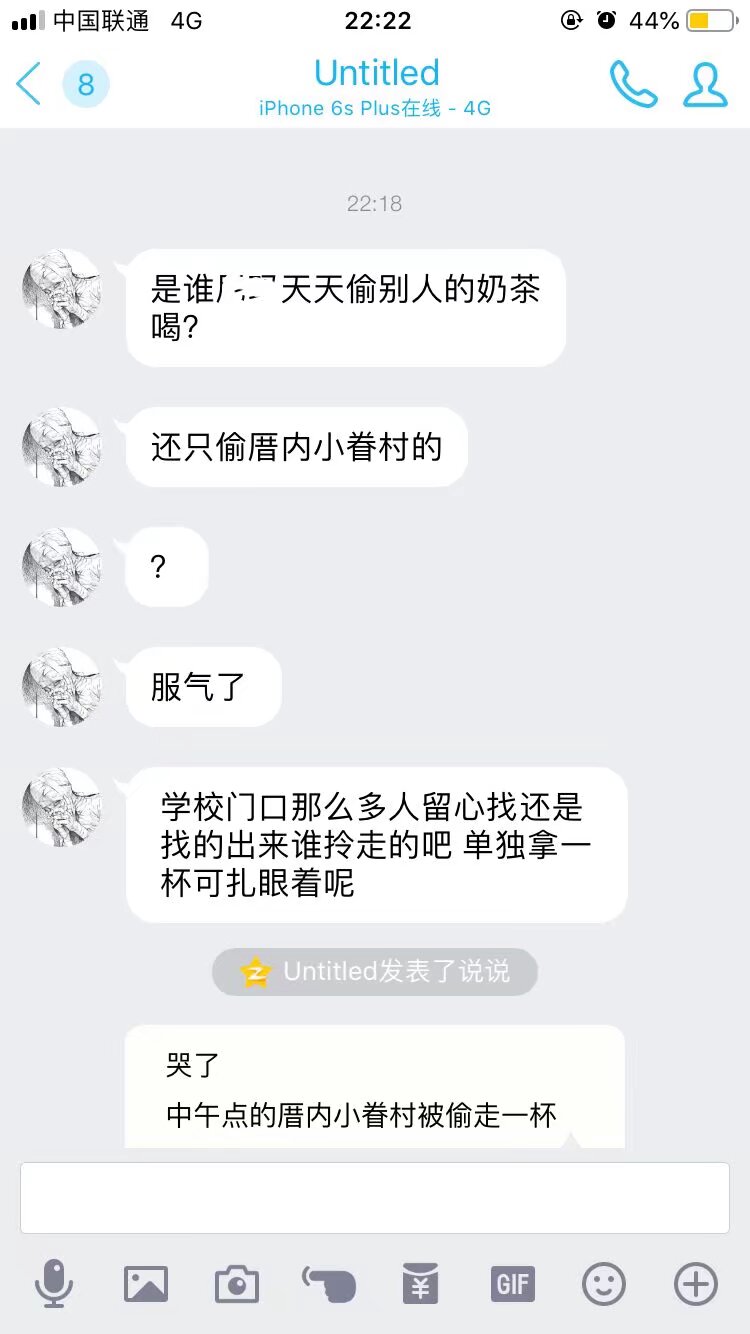 中国联通 4G 22:22 44%
8 Untitled
iPhone 6s Plus在线 - 4G
22:18
是谁 天天偷别人的奶茶
喝?
还只偷厝内小眷村的
?
服气了
学校门口那么多人留心找还是
找的出来谁拎走的吧 单独拿一
杯可扎眼着呢
Untitled发表了说说
哭了
中午点的厝内小眷村被偷走一杯
GIF